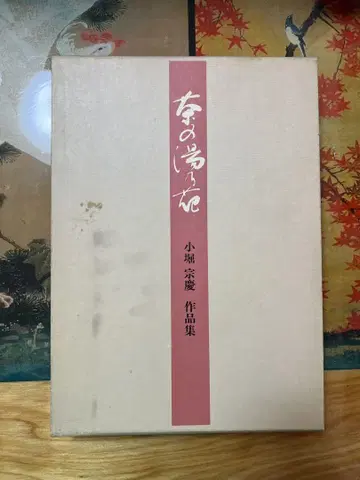 茶の湯の花
小堀 宗慶 作品集